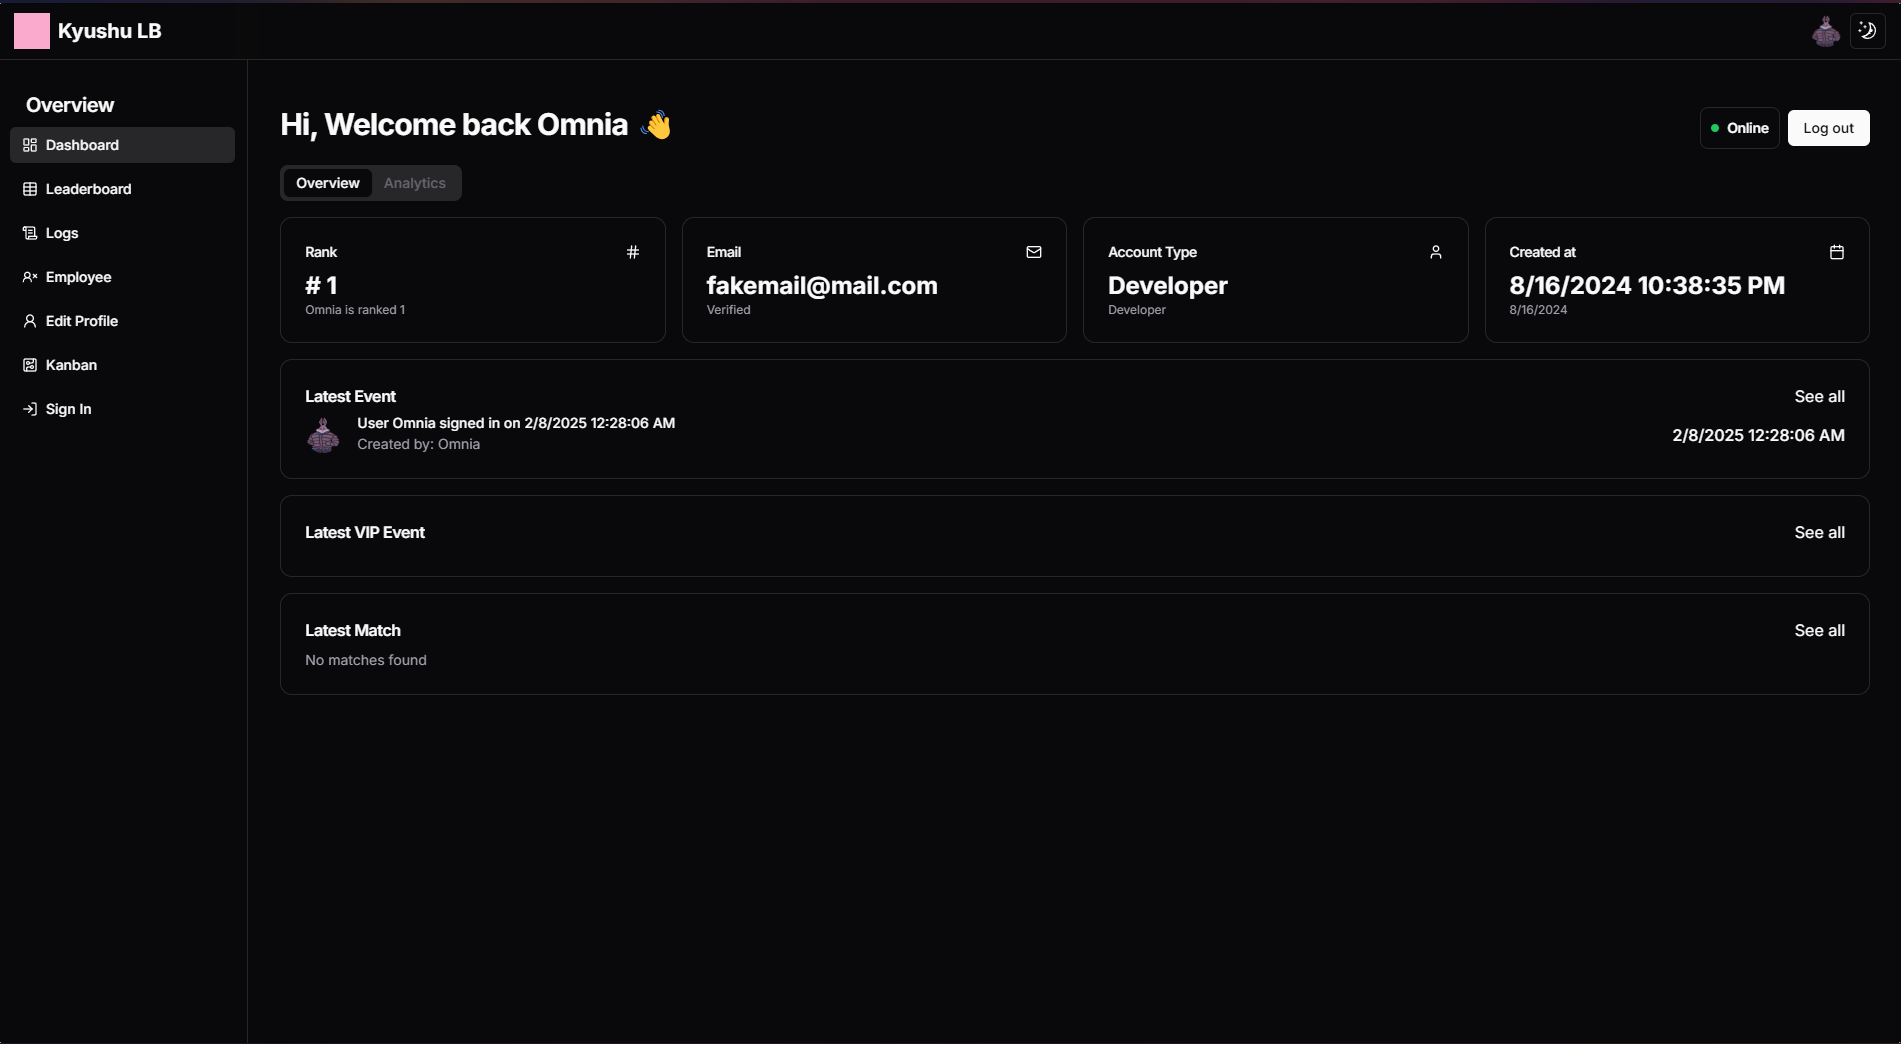 Kyushu LB
Overview
Dashboard
Leaderboard
Logs
Employee
Edit Profile
Kanban
Sign In
Hi, Welcome back Omnia 👋
Online
Log out
Overview
Analytics
Rank
# 1
Omnia is ranked 1
Email
fakemail@mail.com
Verified
Account Type
Developer
Developer
Created at
8/16/2024 10:38:35 PM
8/16/2024
Latest Event
See all
User Omnia signed in on 2/8/2025 12:28:06 AM
Created by: Omnia
2/8/2025 12:28:06 AM
Latest VIP Event
See all
Latest Match
See all
No matches found